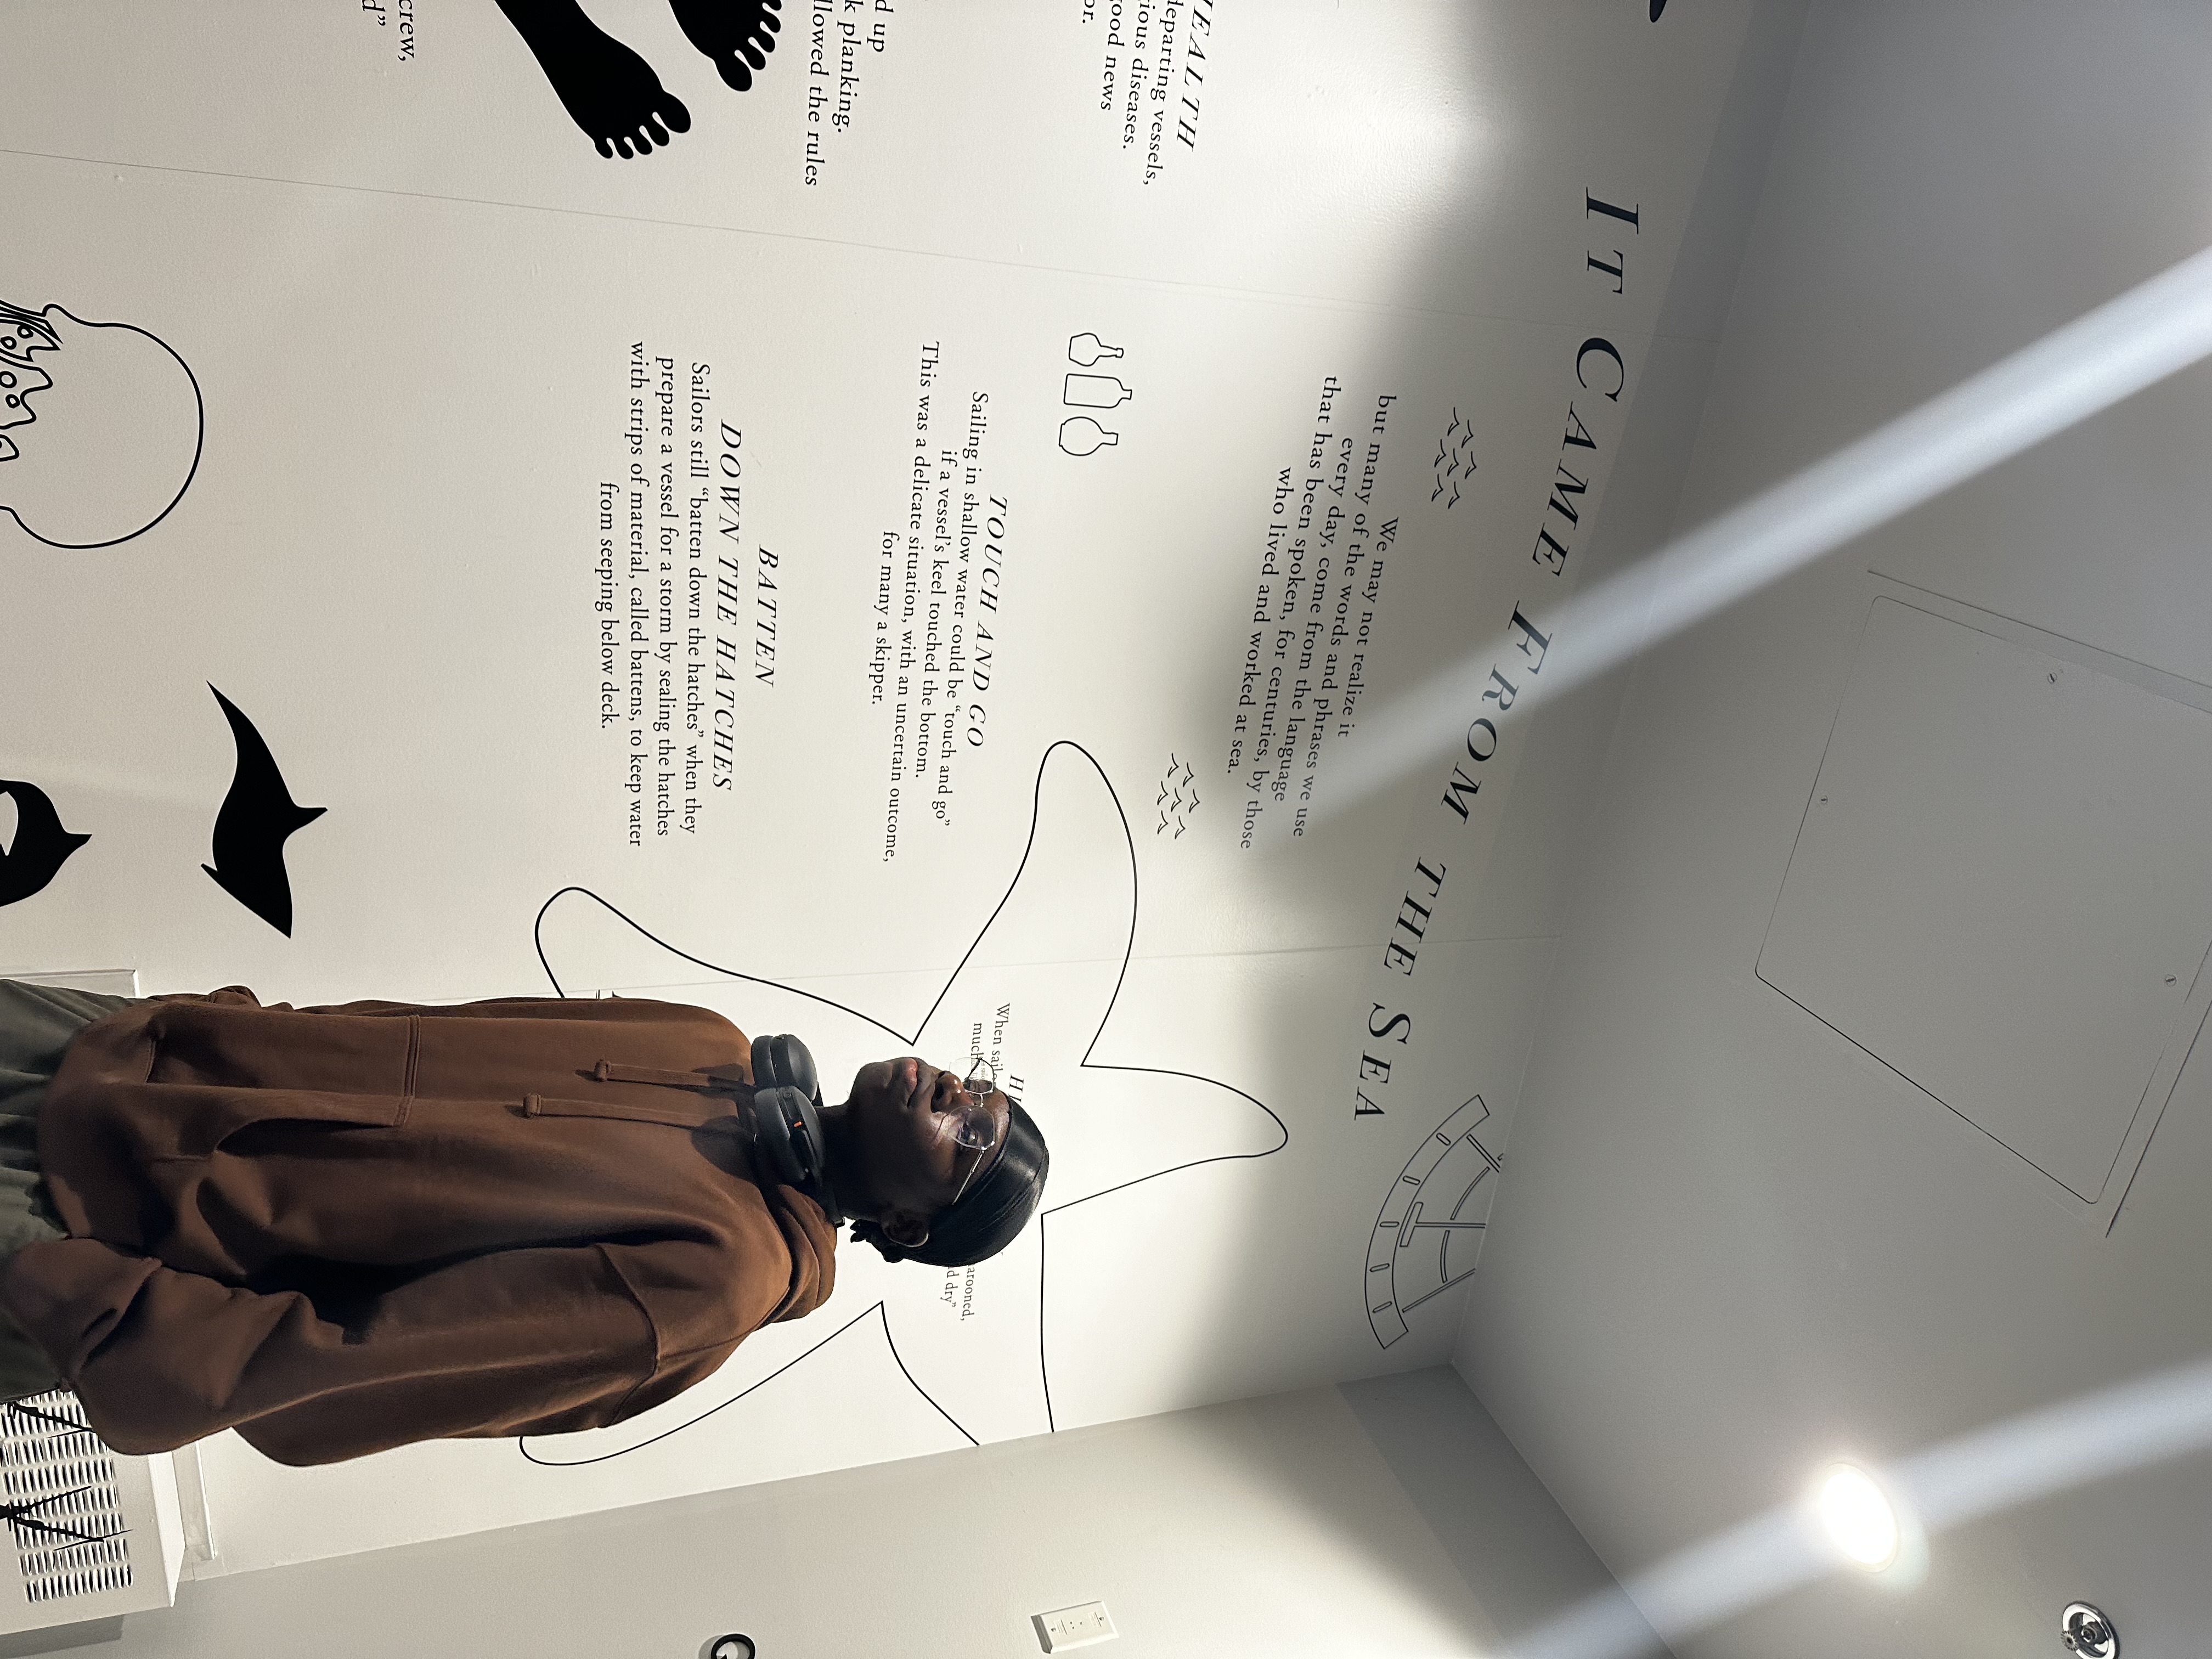 IT CAME FROM THE SEA
We may not realize it
but many of the words and phrases we use
every day, come from the language
that has been spoken, for centuries, by those
who lived and worked at sea.
HEALTH
departing vessels,
diseases.
good news
TOUCH AND GO
Sailing in shallow water could be “touch and go”
if a vessel’s keel touched the bottom.
This was a delicate situation, with an uncertain outcome,
for many a skipper.
When
much
dry”
up
planking.
the rules
BATTEN
DOWN THE HATCHES
Sailors still “batten down the hatches” when they
prepare a vessel for a storm by sealing the hatches
with strips of material, called battens, to keep water
from seeping below deck.
crew,